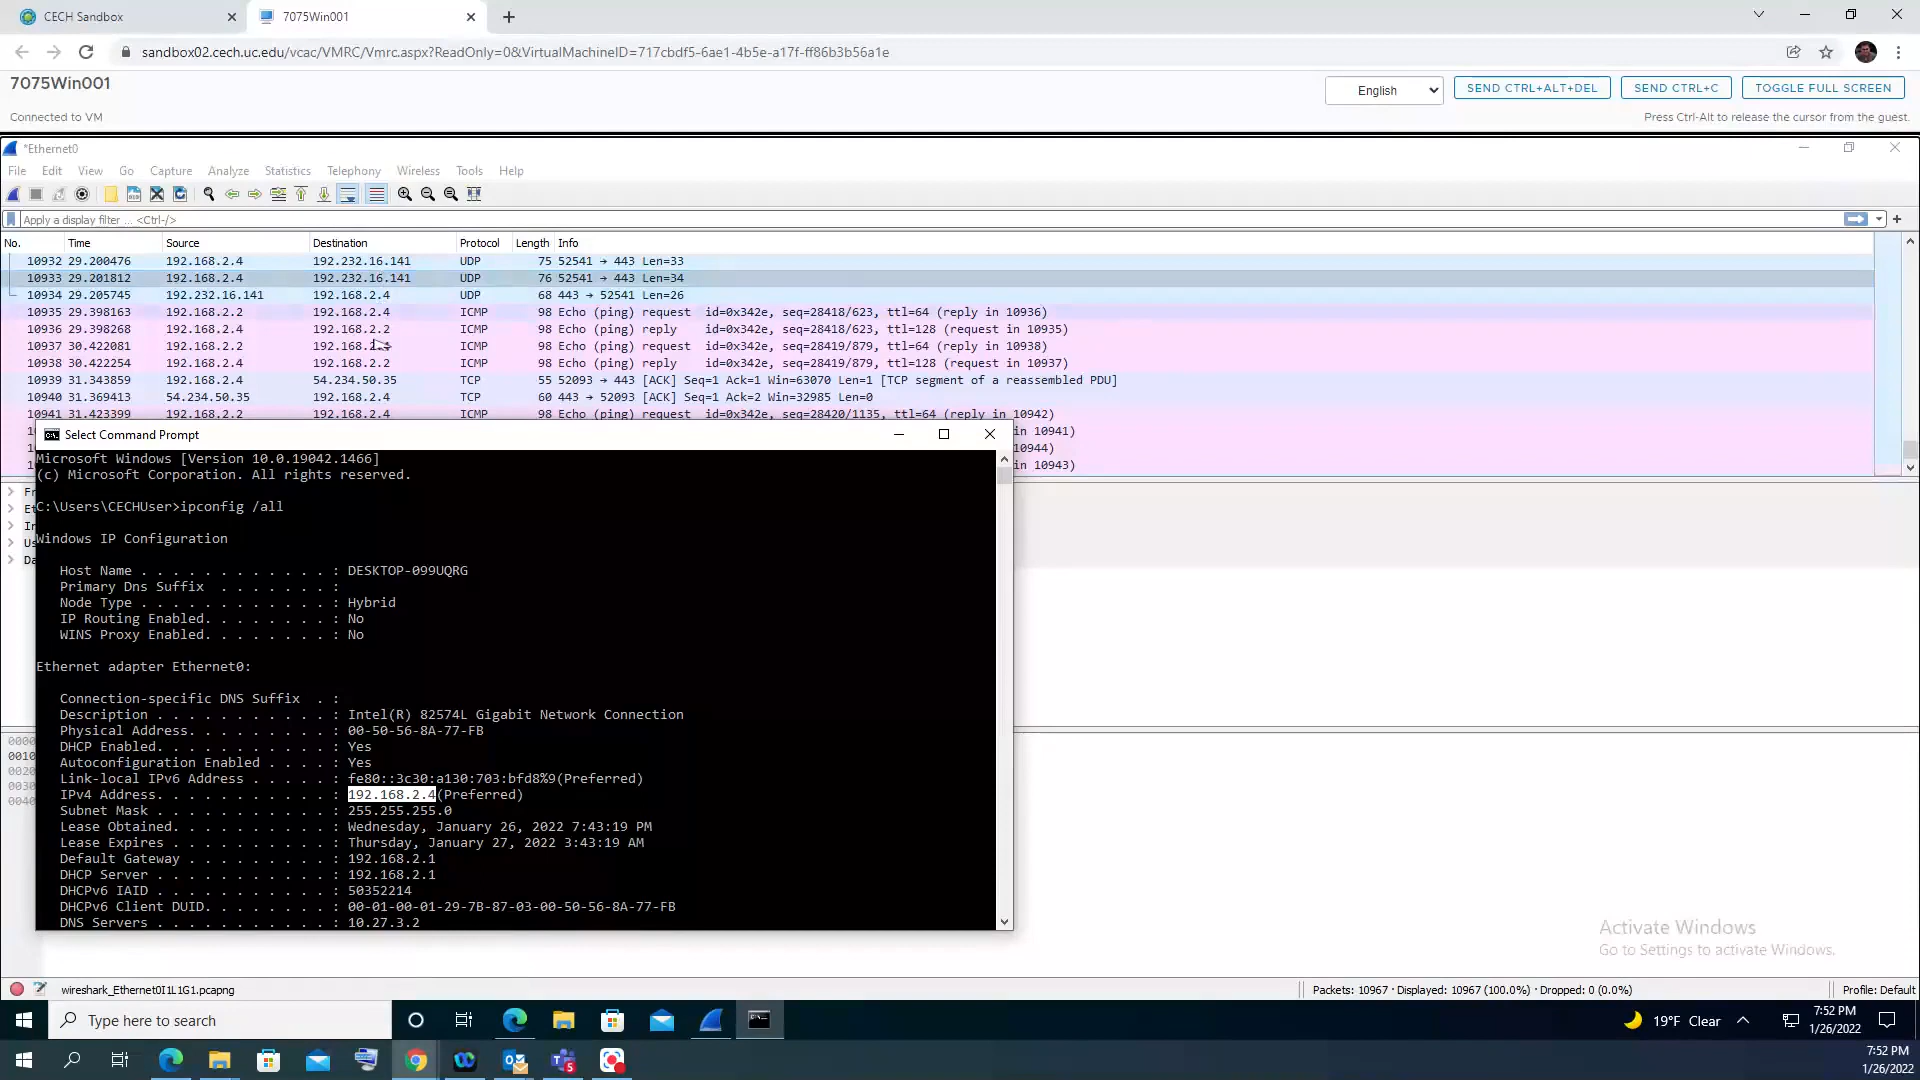 CECH Sandbox
7075Win001
sandbox02.cech.uc.edu/vcac/VMRC/Vmrc.aspx?ReadOnly=0&VirtualMachineID=717cbdf5-6ae1-4b5e-a17f-ff86b3b56a1e
7075Win001
English
SEND CTRL+ALT+DEL
SEND CTRL+C
TOGGLE FULL SCREEN
Connected to VM
Press Ctrl-Alt to release the cursor from the guest.
*Ethernet0
File Edit View Go Capture Analyze Statistics Telephony Wireless Tools Help
Apply a display filter ... <Ctrl-/>
No. Time Source Destination Protocol Length Info
10932 29.200476 192.168.2.4 192.232.16.141 UDP 75 52541 → 443 Len=33
10933 29.201812 192.168.2.4 192.232.16.141 UDP 76 52541 → 443 Len=34
10934 29.205745 192.232.16.141 192.168.2.4 UDP 68 443 → 52541 Len=26
10935 29.398163 192.168.2.2 192.168.2.4 ICMP 98 Echo (ping) request id=0x342e, seq=28418/623, ttl=64 (reply in 10936)
10936 29.398268 192.168.2.4 192.168.2.2 ICMP 98 Echo (ping) reply id=0x342e, seq=28418/623, ttl=128 (request in 10935)
10937 30.422081 192.168.2.2 192.168.2.4 ICMP 98 Echo (ping) request id=0x342e, seq=28419/879, ttl=64 (reply in 10938)
10938 30.422254 192.168.2.4 192.168.2.2 ICMP 98 Echo (ping) reply id=0x342e, seq=28419/879, ttl=128 (request in 10937)
10939 31.343859 192.168.2.4 54.234.50.35 TCP 55 52093 → 443 [ACK] Seq=1 Ack=1 Win=63070 Len=1 [TCP segment of a reassembled PDU]
10940 31.369413 54.234.50.35 192.168.2.4 TCP 60 443 → 52093 [ACK] Seq=1 Ack=2 Win=32985 Len=0
10941 31.423399 192.168.2.2 192.168.2.4 ICMP 98 Echo (ping) request id=0x342e, seq=28420/1135, ttl=64 (reply in 10942)
in 10941)
10944)
in 10943)
Select Command Prompt
Microsoft Windows [Version 10.0.19042.1466]
(c) Microsoft Corporation. All rights reserved.
C:\Users\CECHUser>ipconfig /all
Windows IP Configuration
Host Name . . . . . . . . . . . . : DESKTOP-099UQRG
Primary Dns Suffix . . . . . . . :
Node Type . . . . . . . . . . . . : Hybrid
IP Routing Enabled. . . . . . . . : No
WINS Proxy Enabled. . . . . . . . : No
Ethernet adapter Ethernet0:
Connection-specific DNS Suffix . :
Description . . . . . . . . . . . : Intel(R) 82574L Gigabit Network Connection
Physical Address. . . . . . . . . : 00-50-56-8A-77-FB
DHCP Enabled. . . . . . . . . . . : Yes
Autoconfiguration Enabled . . . . : Yes
Link-local IPv6 Address . . . . . : fe80::3c30:a130:703:bfd8%9(Preferred)
IPv4 Address. . . . . . . . . . . : 192.168.2.4(Preferred)
Subnet Mask . . . . . . . . . . . : 255.255.255.0
Lease Obtained. . . . . . . . . . : Wednesday, January 26, 2022 7:43:19 PM
Lease Expires . . . . . . . . . . : Thursday, January 27, 2022 3:43:19 AM
Default Gateway . . . . . . . . . : 192.168.2.1
DHCP Server . . . . . . . . . . . : 192.168.2.1
DHCPv6 IAID . . . . . . . . . . . : 50352214
DHCPv6 Client DUID. . . . . . . . : 00-01-00-01-29-7B-87-03-00-50-56-8A-77-FB
DNS Servers . . . . . . . . . . . : 10.27.3.2
Activate Windows
Go to Settings to activate Windows.
wireshark_Ethernet0I1L1G1.pcapng
Packets: 10967 · Displayed: 10967 (100.0%) · Dropped: 0 (0.0%)
Profile: Default
Type here to search
19°F Clear
7:52 PM
1/26/2022
7:52 PM
1/26/2022